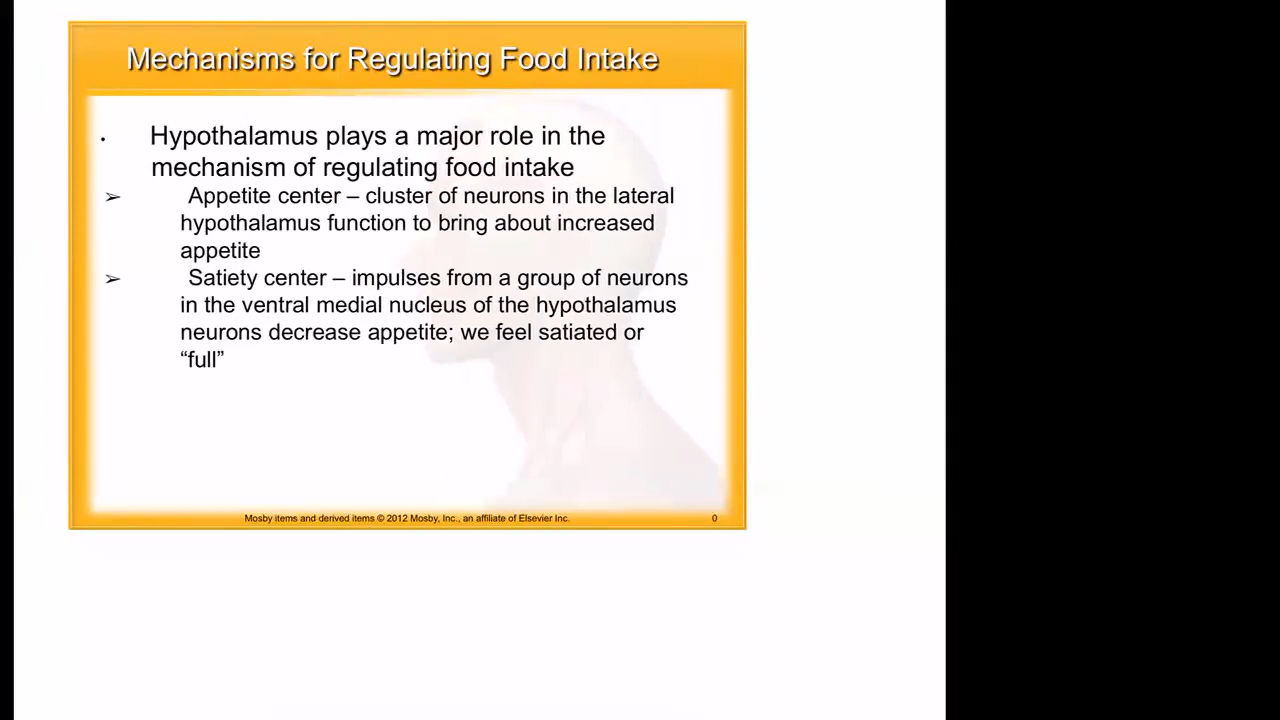 Mechanisms for Regulating Food Intake
• Hypothalamus plays a major role in the
mechanism of regulating food intake
➢ Appetite center – cluster of neurons in the lateral
hypothalamus function to bring about increased
appetite
➢ Satiety center – impulses from a group of neurons
in the ventral medial nucleus of the hypothalamus
neurons decrease appetite; we feel satiated or
“full”
Mosby items and derived items © 2012 Mosby, Inc., an affiliate of Elsevier Inc. 0